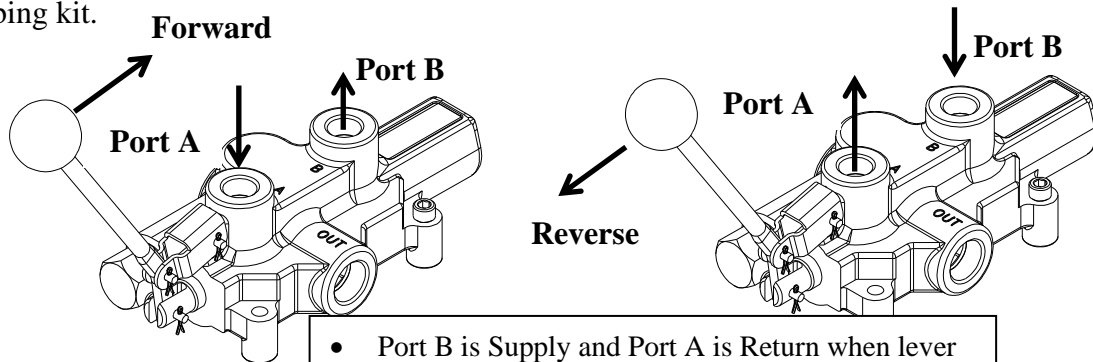 ping kit.
Forward
Port B
Port A
B
A
OUT
Port B
Port A
B
A
OUT
Reverse
• Port B is Supply and Port A is Return when lever